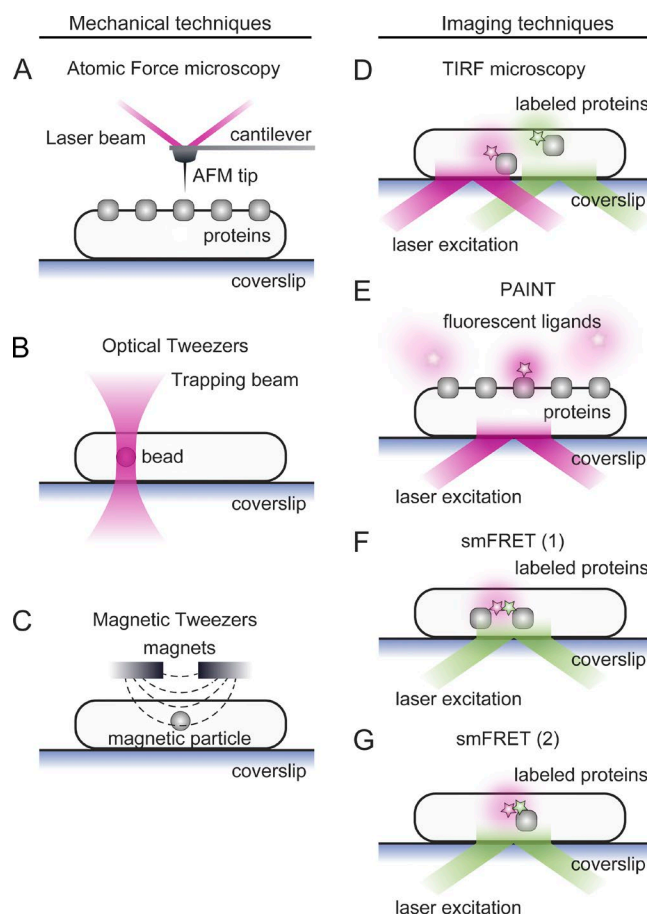 Mechanical techniques
A
Atomic Force microscopy
Laser beam
cantilever
AFM tip
proteins
coverslip
B
Optical Tweezers
Trapping beam
bead
coverslip
C
Magnetic Tweezers
magnets
magnetic particle
coverslip
Imaging techniques
D
TIRF microscopy
labeled proteins
coverslip
laser excitation
E
PAINT
fluorescent ligands
proteins
coverslip
laser excitation
F
smFRET (1)
labeled proteins
coverslip
laser excitation
G
smFRET (2)
labeled proteins
coverslip
laser excitation